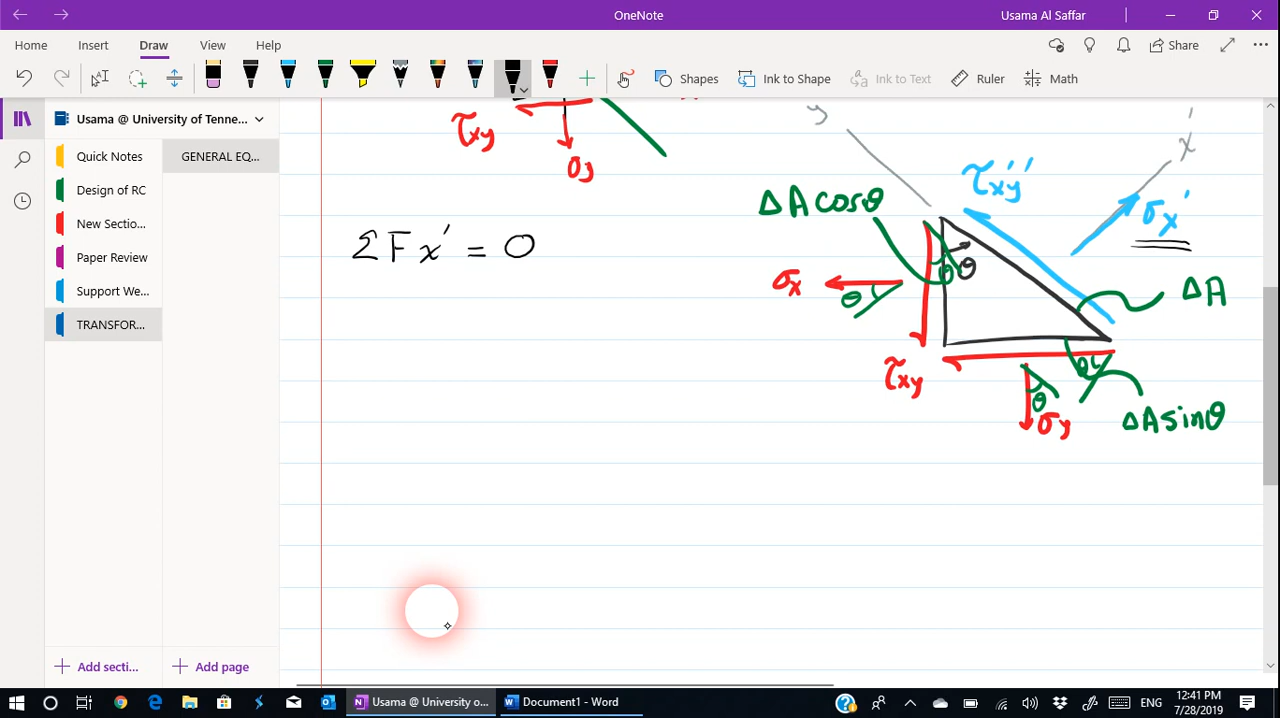 OneNote
Usama Al Saffar
Home Insert Draw View Help
Share
Shapes
Ink to Shape
Ink to Text
Ruler
Math
Usama @ University of Tenne...
Quick Notes
Design of RC
New Sectio...
Paper Review
Support We...
TRANSFOR...
GENERAL EQ...
Add secti...
Add page
τxy
σy
y
x'
τx'y'
σx'
ΔA cosθ
ΣFx' = 0
θ
θ
σx
θ
ΔA
τxy
θ
θ
σy
ΔA sinθ
Usama @ University o...
Document1 - Word
ENG
12:41 PM
7/28/2019